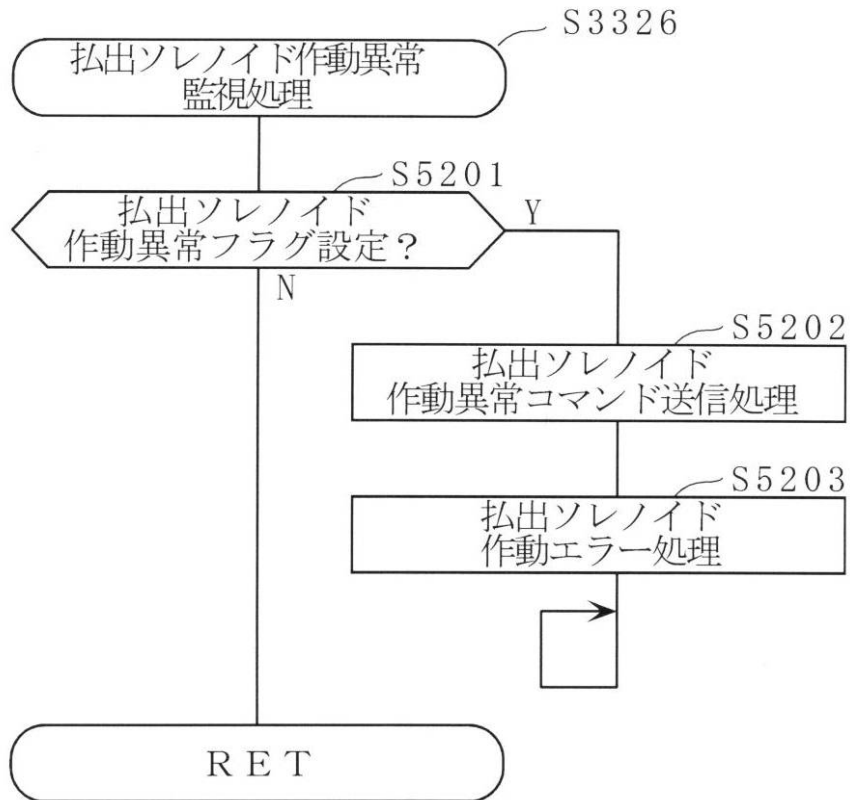 S3326
払出ソレノイド作動異常
監視処理
S5201
払出ソレノイド
作動異常フラグ設定？
Y
N
S5202
払出ソレノイド
作動異常コマンド送信処理
S5203
払出ソレノイド
作動エラー処理
RET